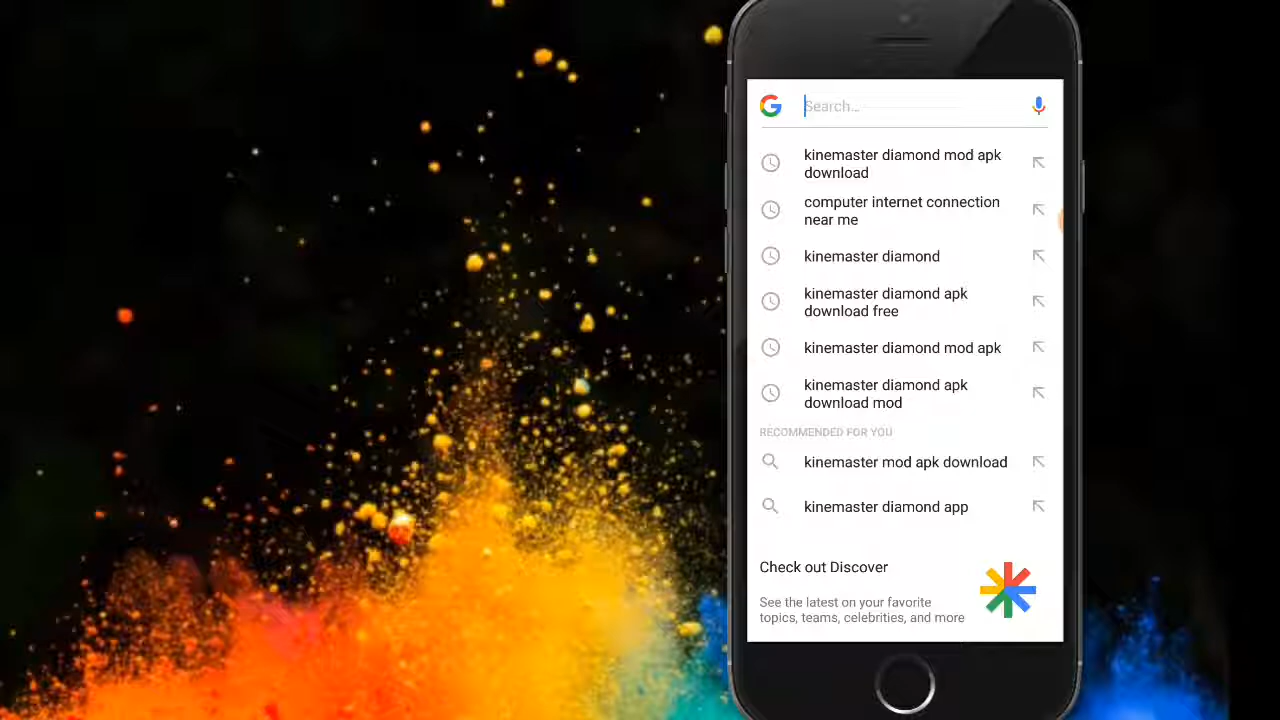 Search...
kinemaster diamond mod apk
download
computer internet connection
near me
kinemaster diamond
kinemaster diamond apk
download free
kinemaster diamond mod apk
kinemaster diamond apk
download mod
RECOMMENDED FOR YOU
kinemaster mod apk download
kinemaster diamond app
Check out Discover
See the latest on your favorite
topics, teams, celebrities, and more